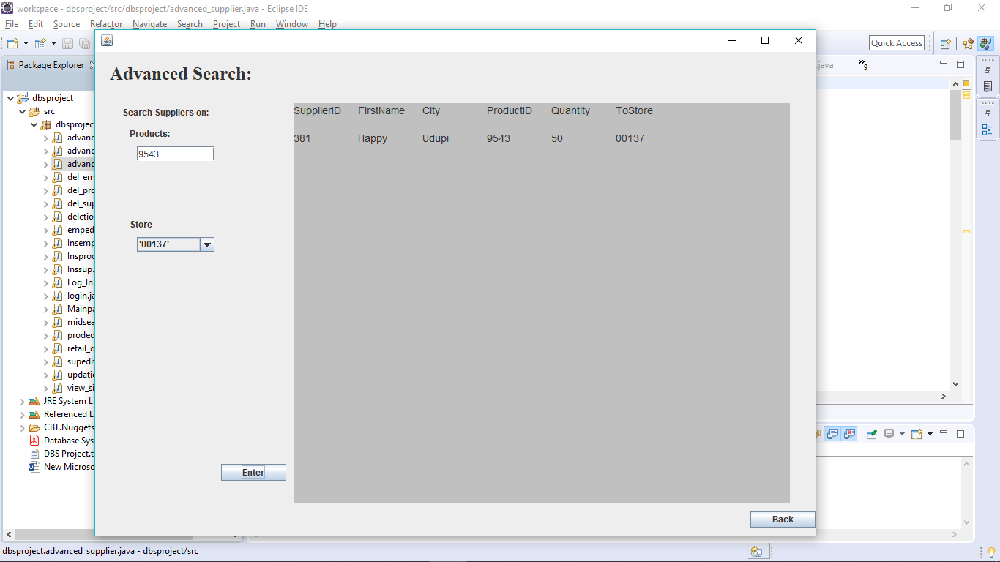 workspace - dbsproject/src/dbsproject/advanced_supplier.java - Eclipse IDE
File Edit Source Refactor Navigate Search Project Run Window Help
Quick Access
Package Explorer
.java
9
dbsproject
src
dbsproject
advanc
advanc
advanc
del_em
del_pro
del_sup
deletio
emped
Insemp
Insprod
Inssup.
Log_In.
login.ja
Mainpa
midsea
proded
retail_d
supedit
updatic
view_si
JRE System Li
Referenced L
CBT.Nuggets
Database Sys
DBS Project.t
New Microso
Advanced Search:
Search Suppliers on:
Products:
9543
Store
'00137'
Enter
SupplierID FirstName City ProductID Quantity ToStore
381 Happy Udupi 9543 50 00137
Back
dbsproject.advanced_supplier.java - dbsproject/src